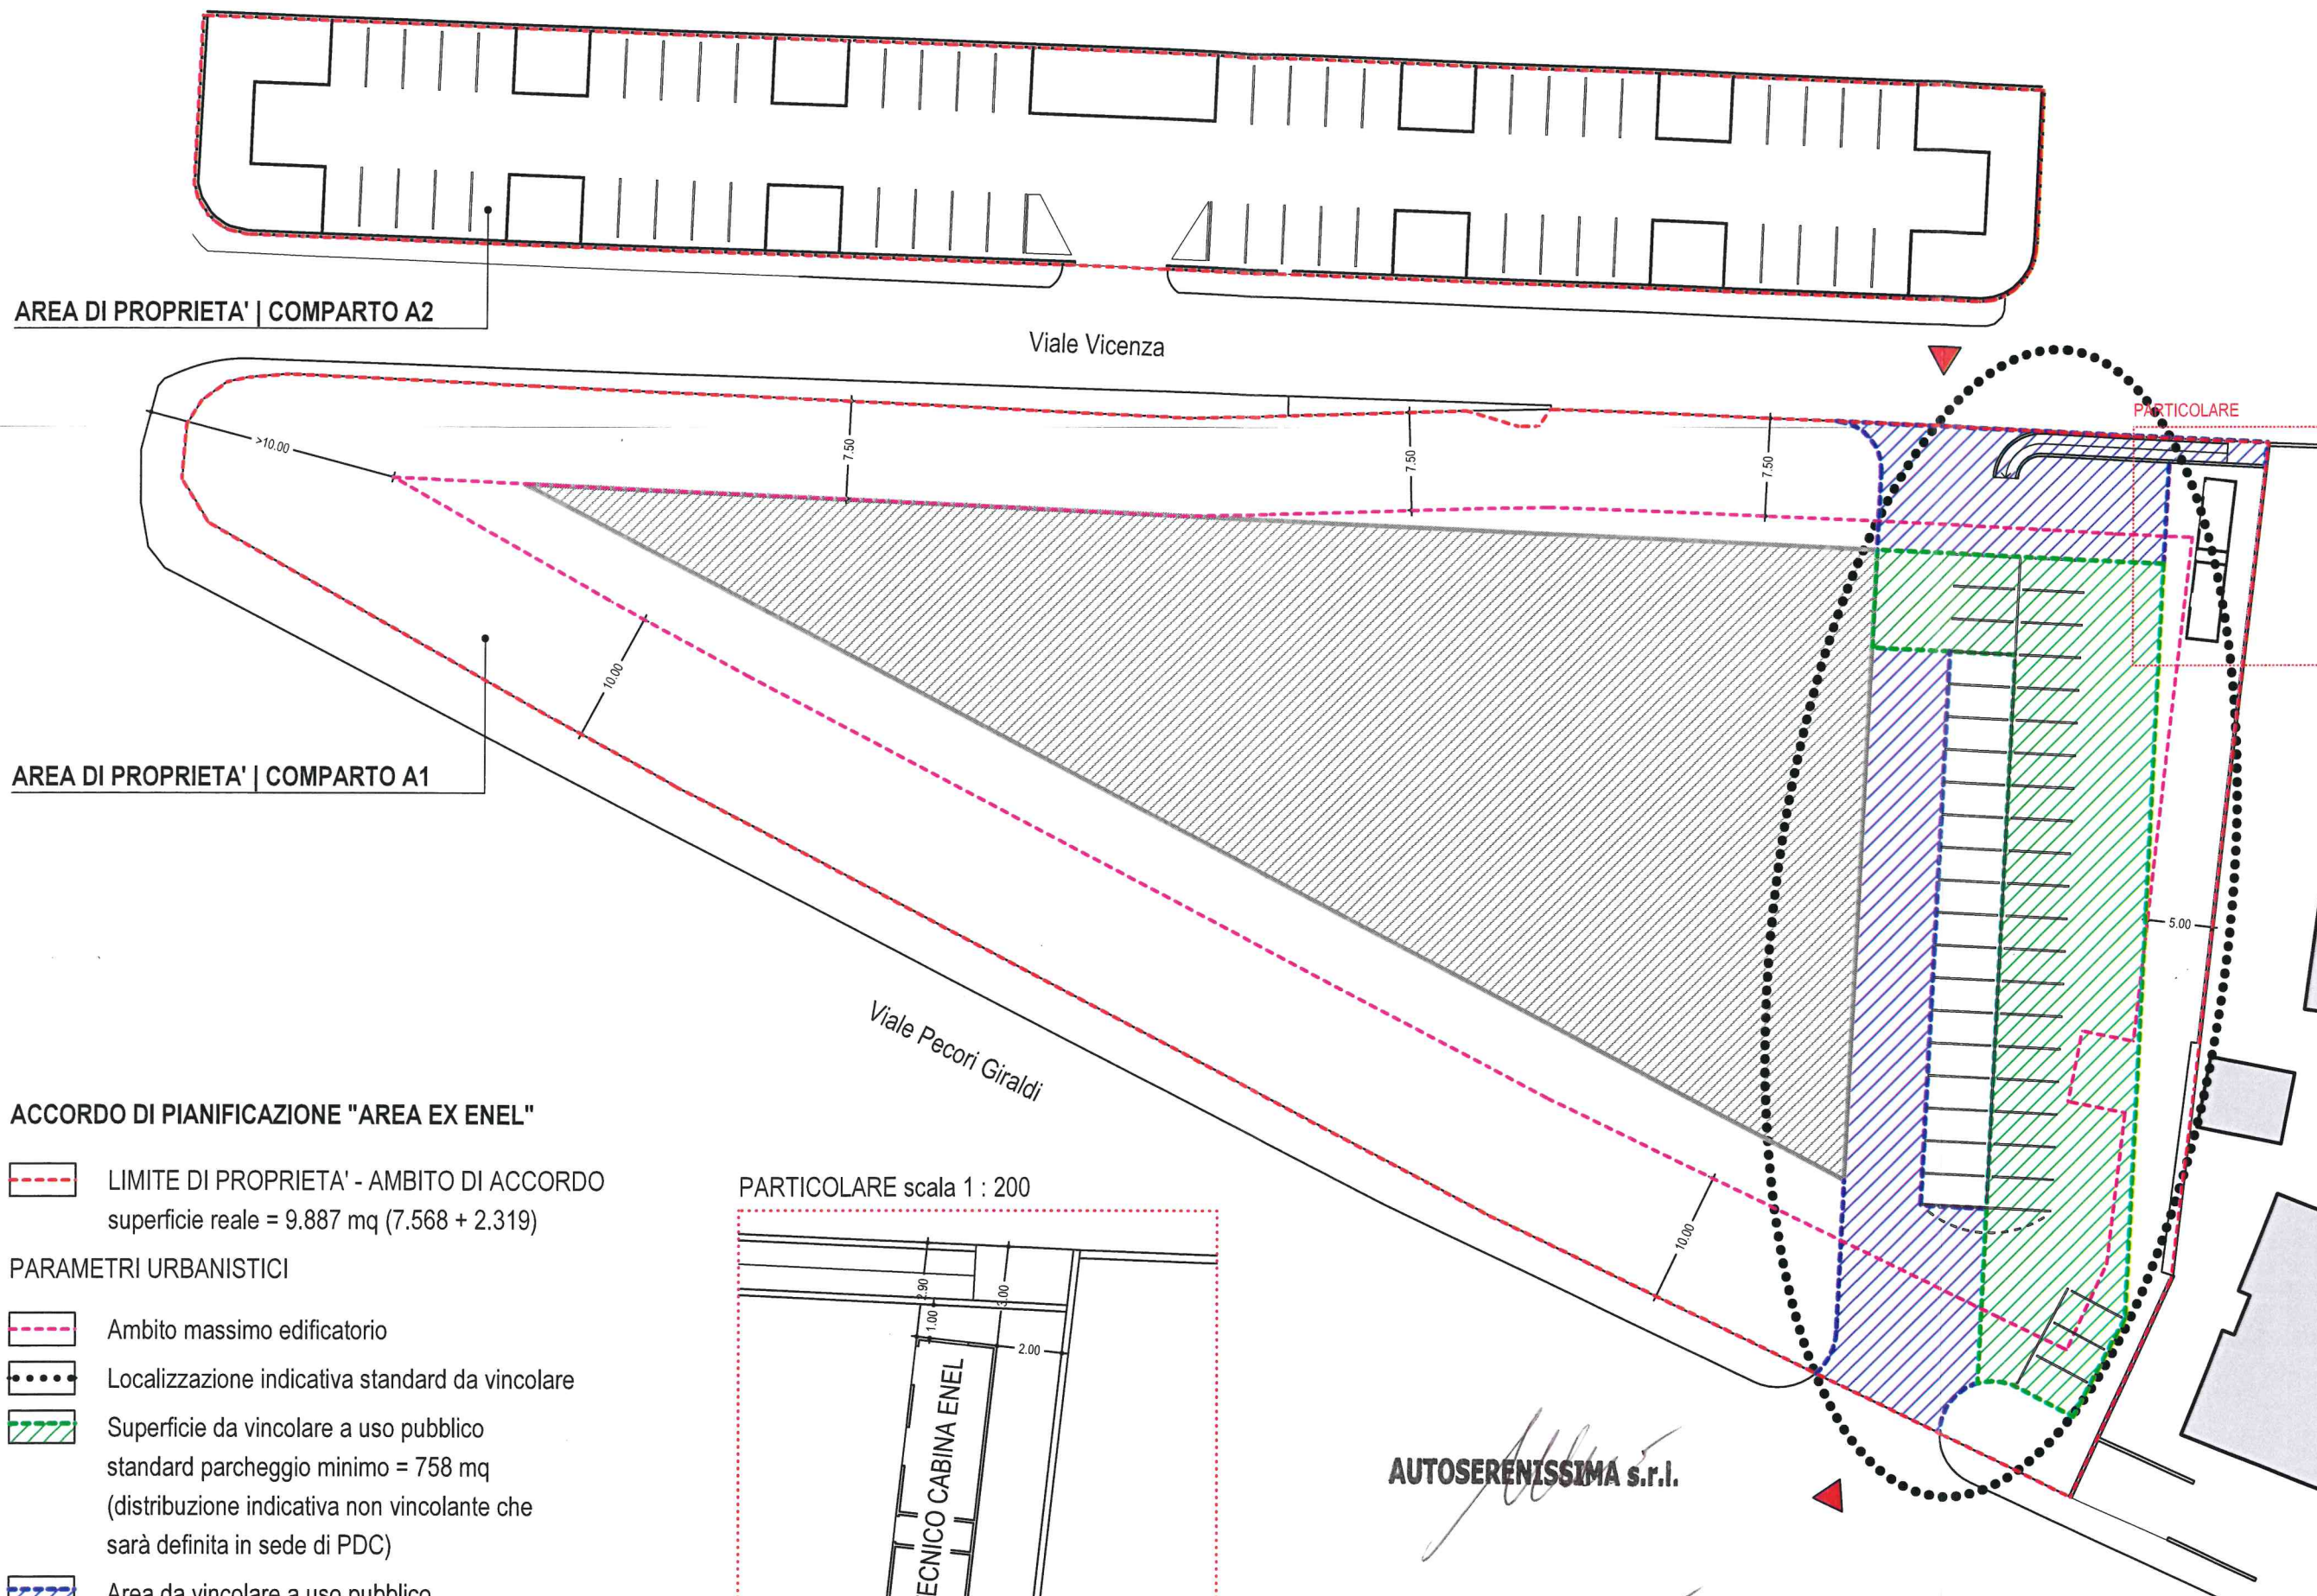 AREA DI PROPRIETA' | COMPARTO A2
Viale Vicenza
PARTICOLARE
>10.00
7.50
7.50
7.50
10.00
AREA DI PROPRIETA' | COMPARTO A1
5.00
Viale Pecori Giraldi
10.00
ACCORDO DI PIANIFICAZIONE "AREA EX ENEL"
LIMITE DI PROPRIETA' - AMBITO DI ACCORDO
superficie reale = 9.887 mq (7.568 + 2.319)
PARAMETRI URBANISTICI
Ambito massimo edificatorio
Localizzazione indicativa standard da vincolare
Superficie da vincolare a uso pubblico
standard parcheggio minimo = 758 mq
(distribuzione indicativa non vincolante che
sarà definita in sede di PDC)
Area da vincolare a uso pubblico
PARTICOLARE scala 1 : 200
2.90
3.00
1.00
2.00
ECNICO CABINA ENEL
AUTOSERENISSIMA s.r.l.